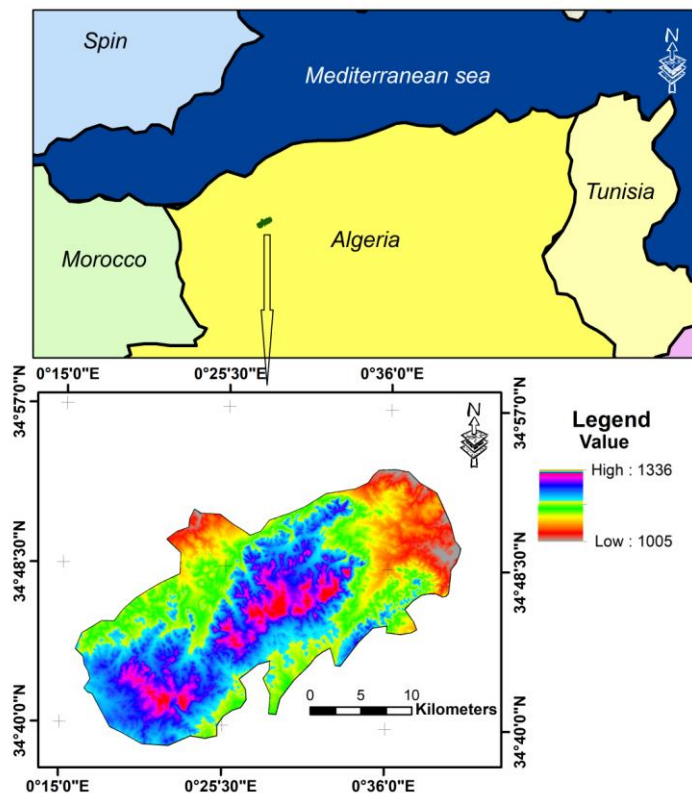 Spin
Mediterranean sea
N
Tunisia
Algeria
Morocco
0°15'0"E
0°25'30"E
0°36'0"E
34°57'0"N
34°57'0"N
N
Legend
Value
High : 1336
Low : 1005
34°48'30"N
34°48'30"N
0 5 10
Kilometers
34°40'0"N
34°40'0"N
0°15'0"E
0°25'30"E
0°36'0"E